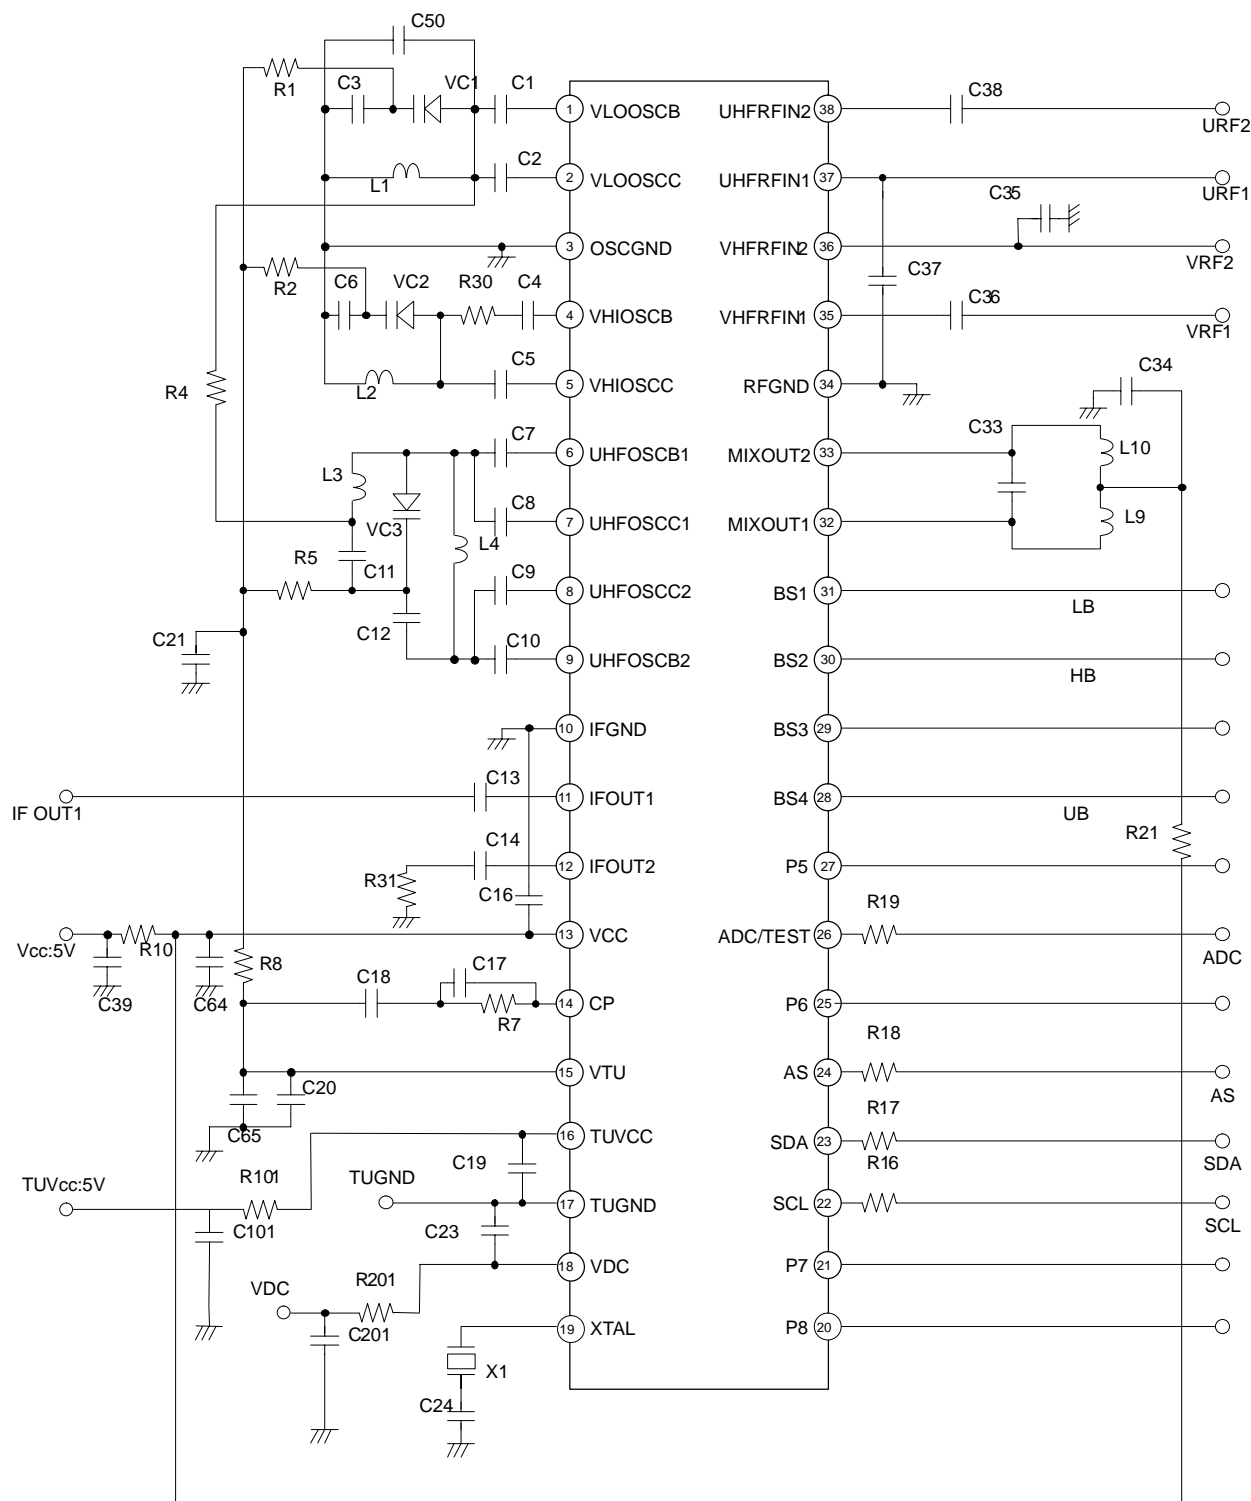 C50
R1
C3
VC1
C1
1 VLOOSCB
UHFRFIN2 38
C38
URF2
L1
C2
2 VLOOSCC
UHFRFIN1 37
C35
URF1
3 OSCGND
VHFRFIN2 36
VRF2
R2
C6
VC2
R30
C4
C37
C36
4 VHIOSCB
VHFRFIN1 35
VRF1
R4
L2
C5
5 VHIOSCC
RFGND 34
C34
L3
C7
6 UHFOSCB1
MIXOUT2 33
C33
L10
VC3
C8
7 UHFOSCC1
MIXOUT1 32
L9
L4
R5
C11
C9
8 UHFOSCC2
BS1 31
LB
C21
C12
C10
9 UHFOSCB2
BS2 30
HB
10 IFGND
BS3 29
IF OUT1
C13
11 IFOUT1
BS4 28
UB
R21
C14
R31
12 IFOUT2
P5 27
C16
R19
Vcc:5V
R10
C39
C64
R8
13 VCC
ADC/TEST 26
ADC
C18
C17
R7
14 CP
P6 25
R18
C65
C20
15 VTU
AS 24
AS
R17
16 TUVCC
SDA 23
SDA
R16
TUVcc:5V
R101
C101
TUGND
C19
17 TUGND
SCL 22
SCL
C23
VDC
R201
C201
18 VDC
P7 21
19 XTAL
P8 20
X1
C24